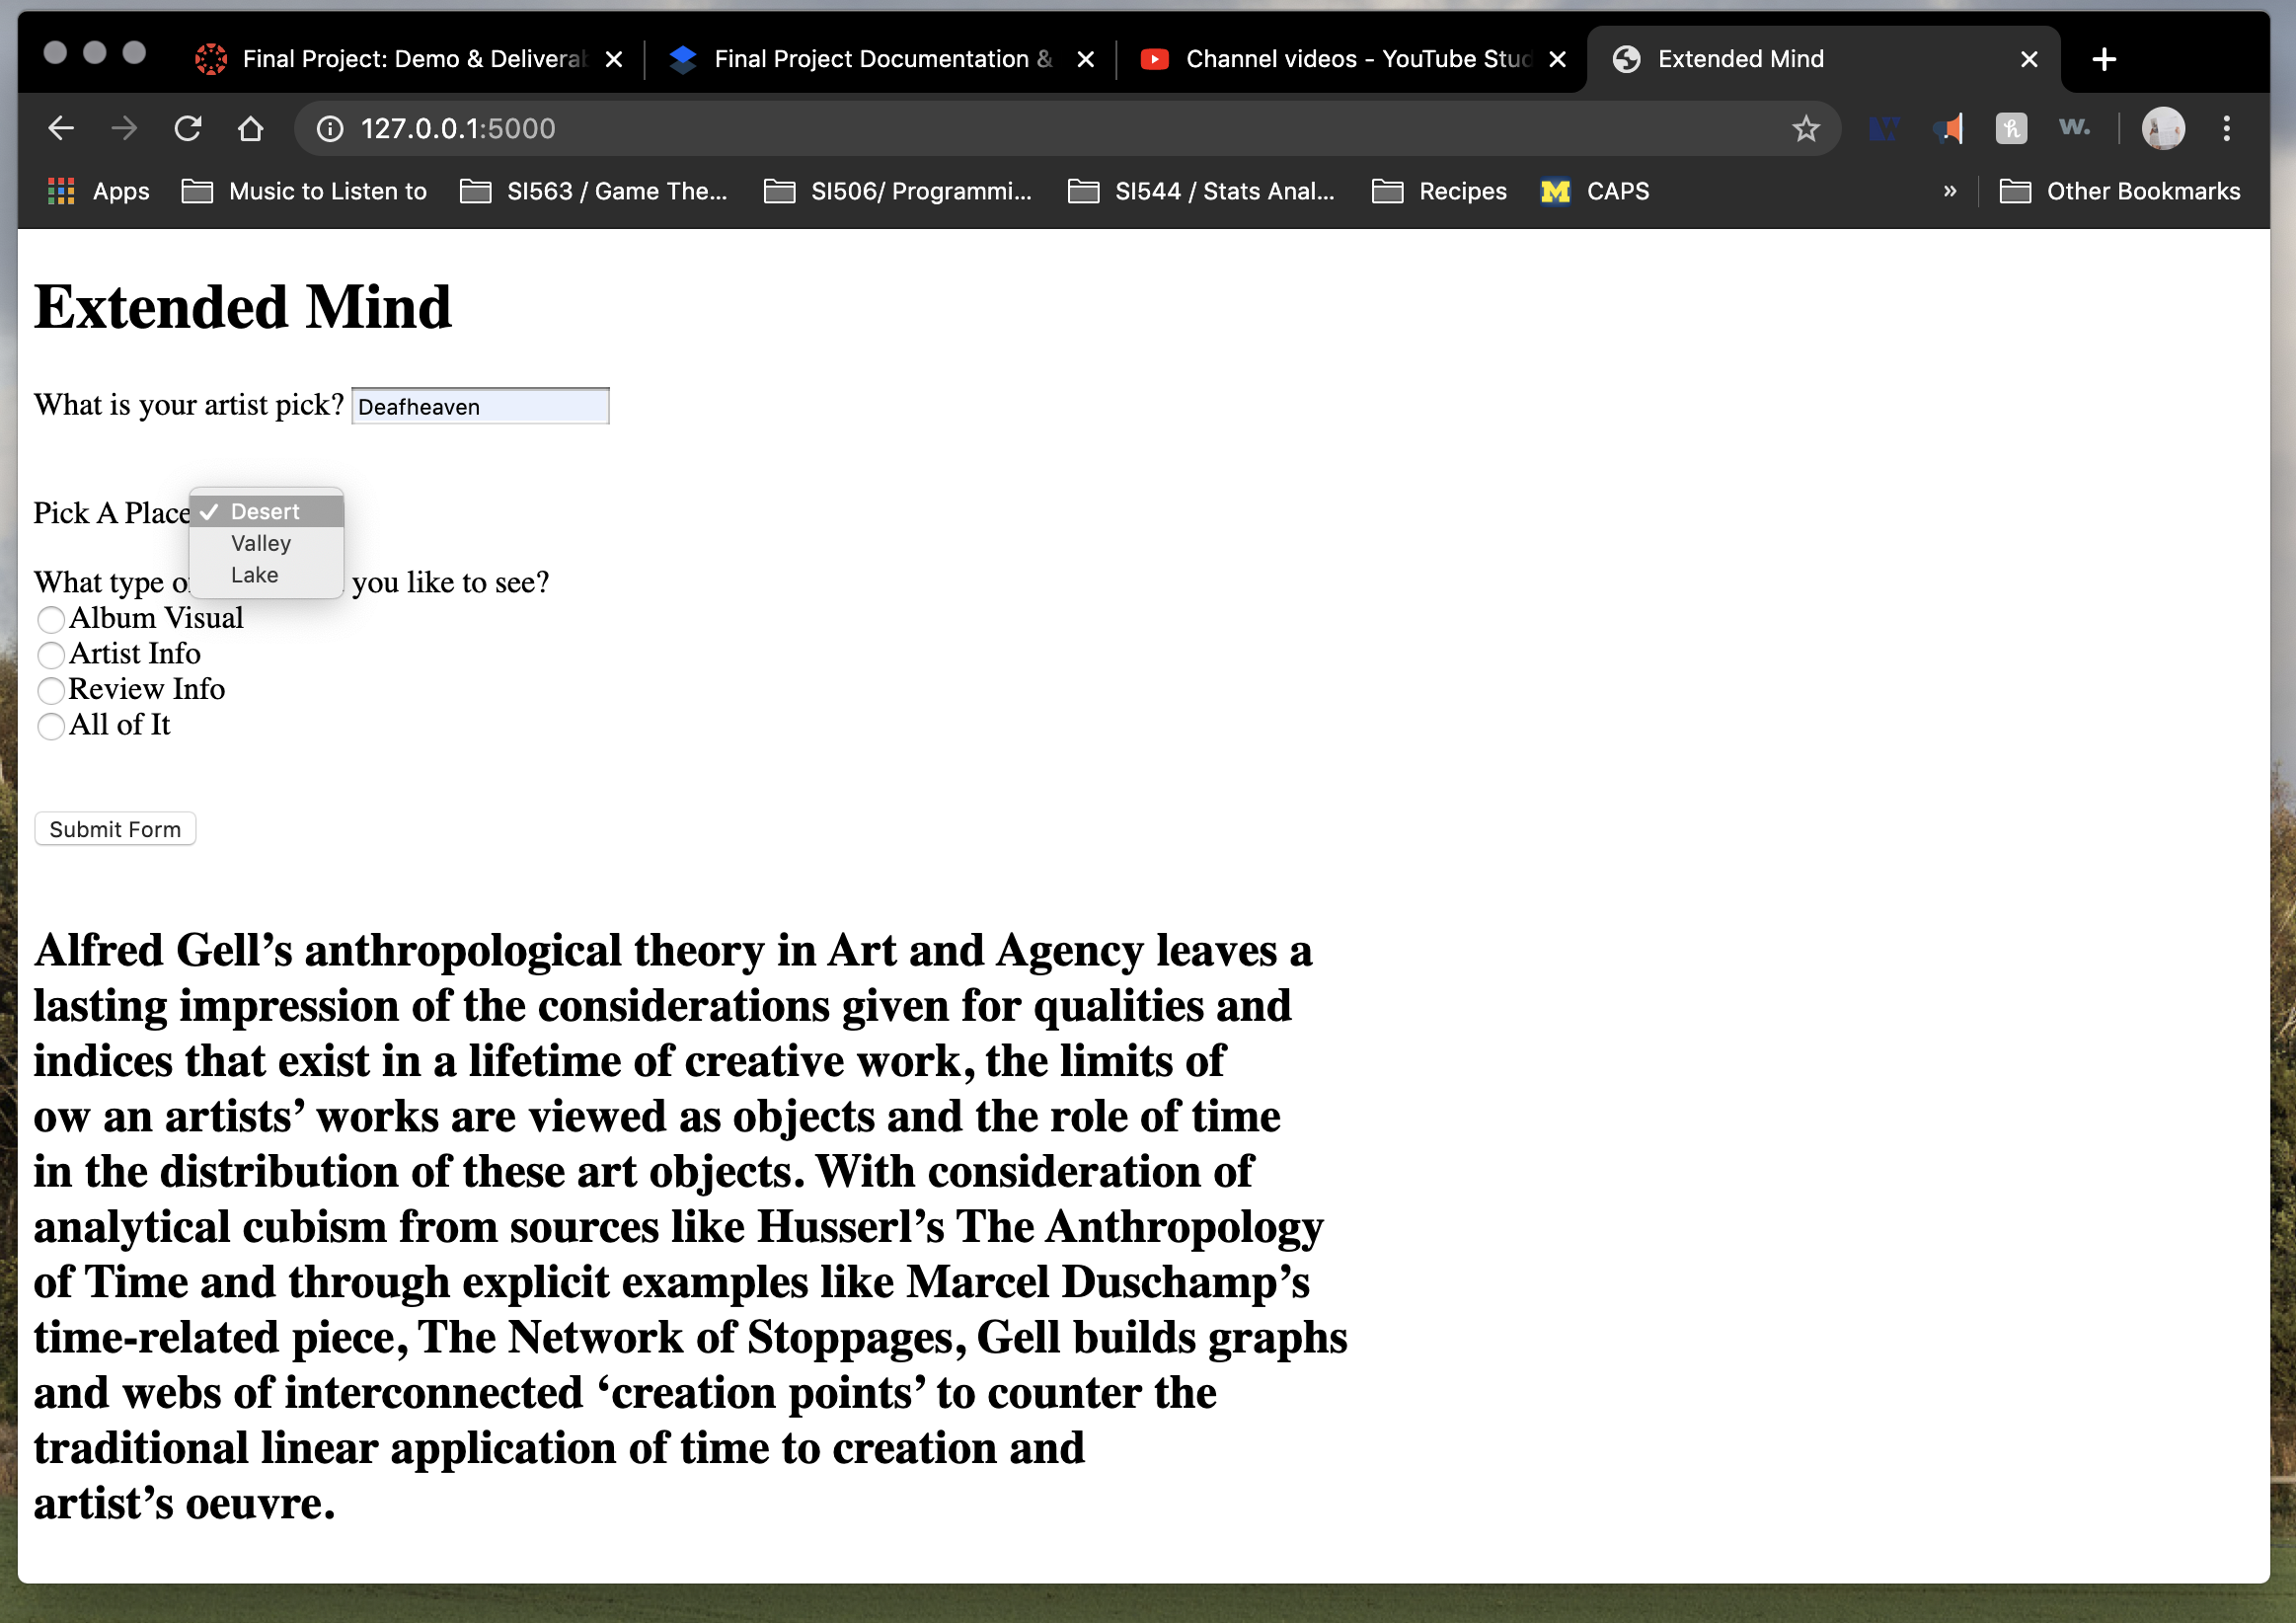 Final Project: Demo & Deliverab
Final Project Documentation &
Channel videos - YouTube Stud
Extended Mind
127.0.0.1:5000
Apps
Music to Listen to
SI563 / Game The...
SI506/ Programmi...
SI544 / Stats Anal...
Recipes
CAPS
Other Bookmarks
Extended Mind
What is your artist pick? Deafheaven
Pick A Place
Desert
Valley
Lake
What type o you like to see?
Album Visual
Artist Info
Review Info
All of It
Submit Form
Alfred Gell’s anthropological theory in Art and Agency leaves a
lasting impression of the considerations given for qualities and
indices that exist in a lifetime of creative work, the limits of
ow an artists’ works are viewed as objects and the role of time
in the distribution of these art objects. With consideration of
analytical cubism from sources like Husserl’s The Anthropology
of Time and through explicit examples like Marcel Duschamp’s
time-related piece, The Network of Stoppages, Gell builds graphs
and webs of interconnected ‘creation points’ to counter the
traditional linear application of time to creation and
artist’s oeuvre.